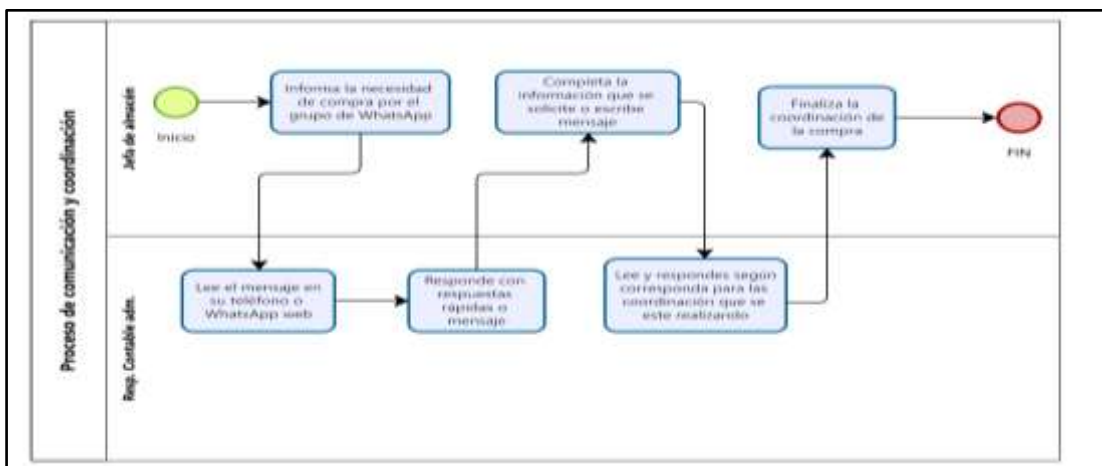 Proceso de comunicación y coordinación
Jefa de almacén
Inicio
Informa la necesidad
de compra por el
grupo de WhatsApp
Completa la
información que se
solicite o escribe
mensaje
Finaliza la
coordinación de
la compra
FIN
Resp. Contable adm.
Lee el mensaje en
su teléfono o
WhatsApp web
Responde con
respuestas
rápidas o
mensaje
Lee y respondes según
corresponda para las
coordinación que se
este realizando